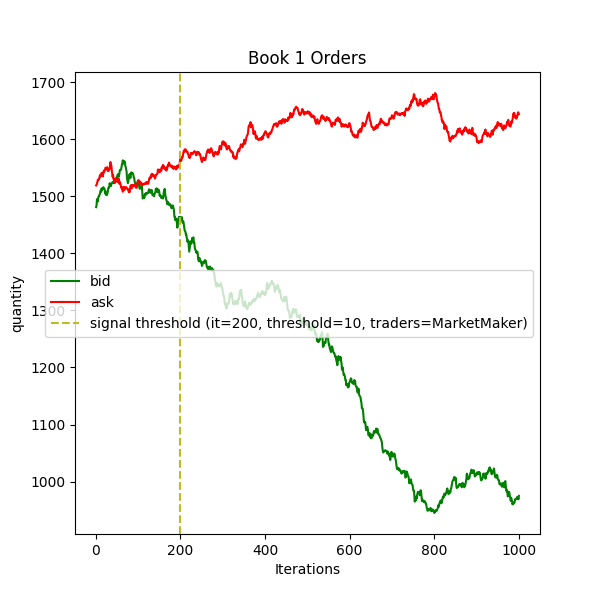 Book 1 Orders
1700
1600
1500
1400
1300
1200
1100
1000
quantity
bid
ask
signal threshold (it=200, threshold=10, traders=MarketMaker)
0
200
400
600
800
1000
Iterations